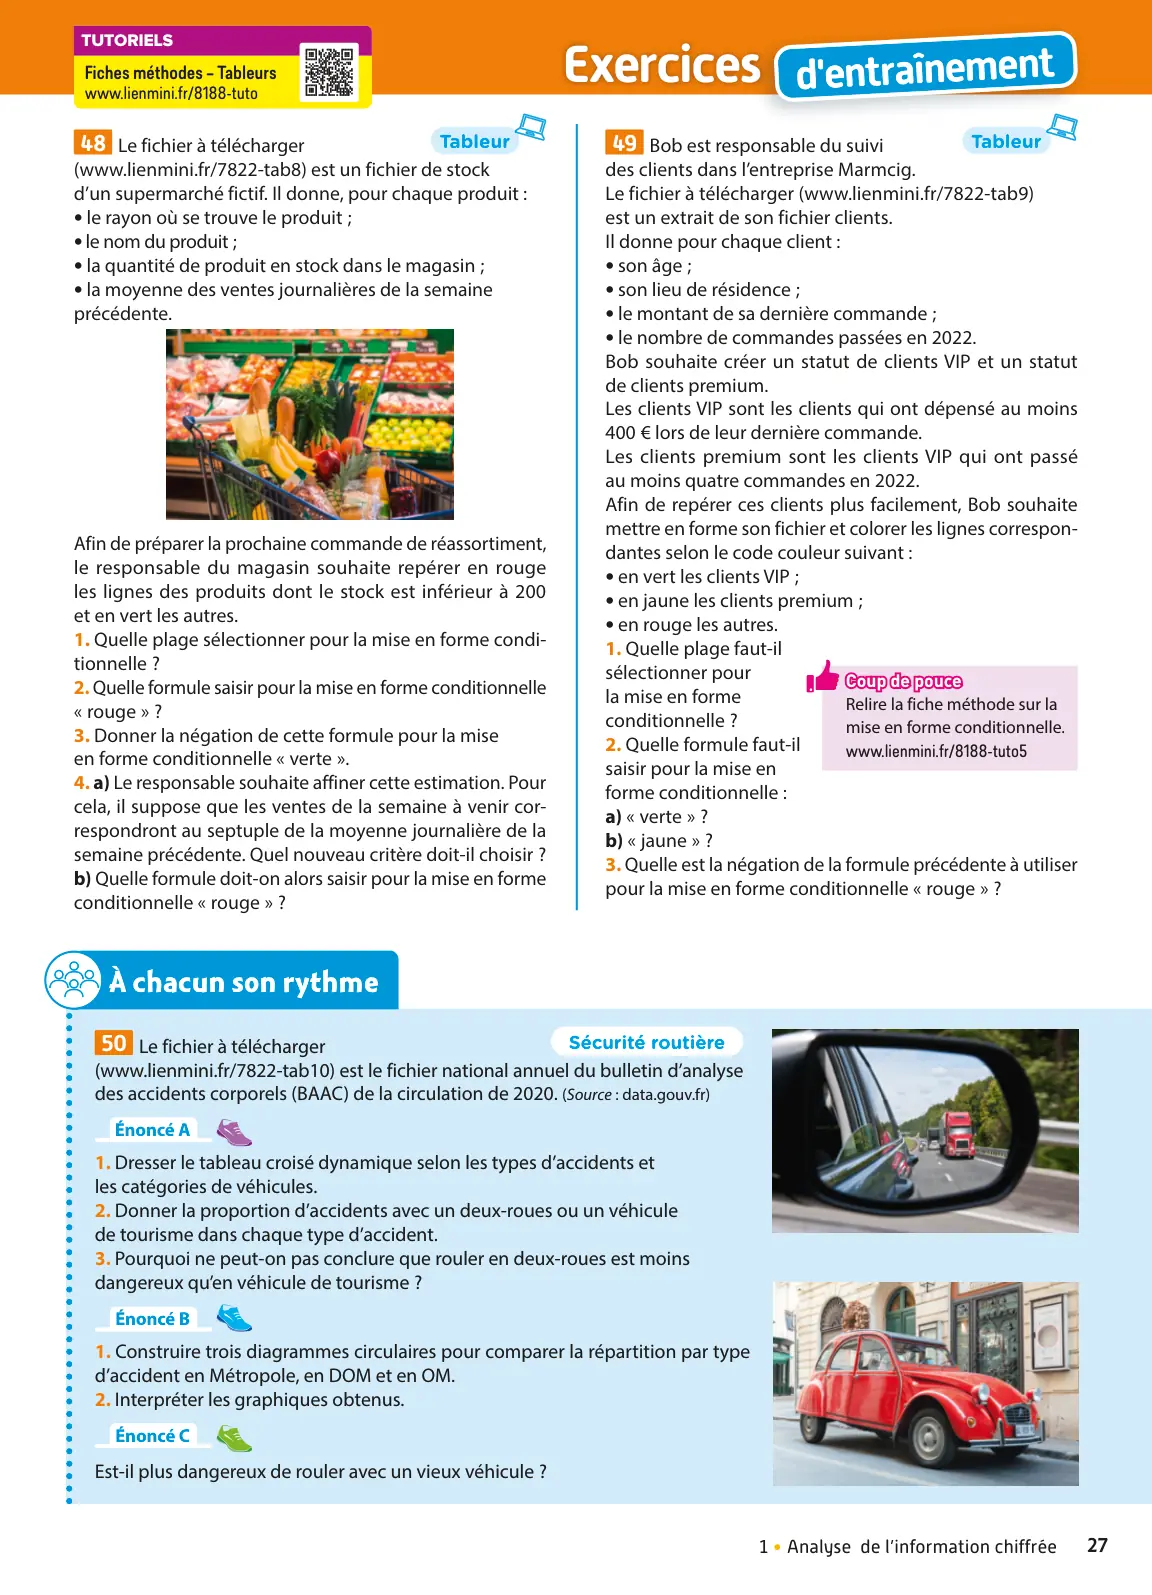 TUTORIELS
Fiches méthodes – Tableurs
www.lienmini.fr/8188-tuto
Exercices d'entraînement
48 Le fichier à télécharger
Tableur
(www.lienmini.fr/7822-tab8) est un fichier de stock
d’un supermarché fictif. Il donne, pour chaque produit :
• le rayon où se trouve le produit ;
• le nom du produit ;
• la quantité de produit en stock dans le magasin ;
• la moyenne des ventes journalières de la semaine
précédente.
Afin de préparer la prochaine commande de réassortiment,
le responsable du magasin souhaite repérer en rouge
les lignes des produits dont le stock est inférieur à 200
et en vert les autres.
1. Quelle plage sélectionner pour la mise en forme condi-
tionnelle ?
2. Quelle formule saisir pour la mise en forme conditionnelle
« rouge » ?
3. Donner la négation de cette formule pour la mise
en forme conditionnelle « verte ».
4. a) Le responsable souhaite affiner cette estimation. Pour
cela, il suppose que les ventes de la semaine à venir cor-
respondront au septuple de la moyenne journalière de la
semaine précédente. Quel nouveau critère doit-il choisir ?
b) Quelle formule doit-on alors saisir pour la mise en forme
conditionnelle « rouge » ?
49 Bob est responsable du suivi
Tableur
des clients dans l’entreprise Marmcig.
Le fichier à télécharger (www.lienmini.fr/7822-tab9)
est un extrait de son fichier clients.
Il donne pour chaque client :
• son âge ;
• son lieu de résidence ;
• le montant de sa dernière commande ;
• le nombre de commandes passées en 2022.
Bob souhaite créer un statut de clients VIP et un statut
de clients premium.
Les clients VIP sont les clients qui ont dépensé au moins
400 € lors de leur dernière commande.
Les clients premium sont les clients VIP qui ont passé
au moins quatre commandes en 2022.
Afin de repérer ces clients plus facilement, Bob souhaite
mettre en forme son fichier et colorer les lignes correspon-
dantes selon le code couleur suivant :
• en vert les clients VIP ;
• en jaune les clients premium ;
• en rouge les autres.
1. Quelle plage faut-il
sélectionner pour
la mise en forme
conditionnelle ?
2. Quelle formule faut-il
saisir pour la mise en
forme conditionnelle :
a) « verte » ?
b) « jaune » ?
3. Quelle est la négation de la formule précédente à utiliser
pour la mise en forme conditionnelle « rouge » ?
Coup de pouce
Relire la fiche méthode sur la
mise en forme conditionnelle.
www.lienmini.fr/8188-tuto5
À chacun son rythme
50 Le fichier à télécharger
Sécurité routière
(www.lienmini.fr/7822-tab10) est le fichier national annuel du bulletin d’analyse
des accidents corporels (BAAC) de la circulation de 2020. (Source : data.gouv.fr)
Énoncé A
1. Dresser le tableau croisé dynamique selon les types d’accidents et
les catégories de véhicules.
2. Donner la proportion d’accidents avec un deux-roues ou un véhicule
de tourisme dans chaque type d’accident.
3. Pourquoi ne peut-on pas conclure que rouler en deux-roues est moins
dangereux qu’en véhicule de tourisme ?
Énoncé B
1. Construire trois diagrammes circulaires pour comparer la répartition par type
d’accident en Métropole, en DOM et en OM.
2. Interpréter les graphiques obtenus.
Énoncé C
Est-il plus dangereux de rouler avec un vieux véhicule ?
1 • Analyse de l’information chiffrée 27